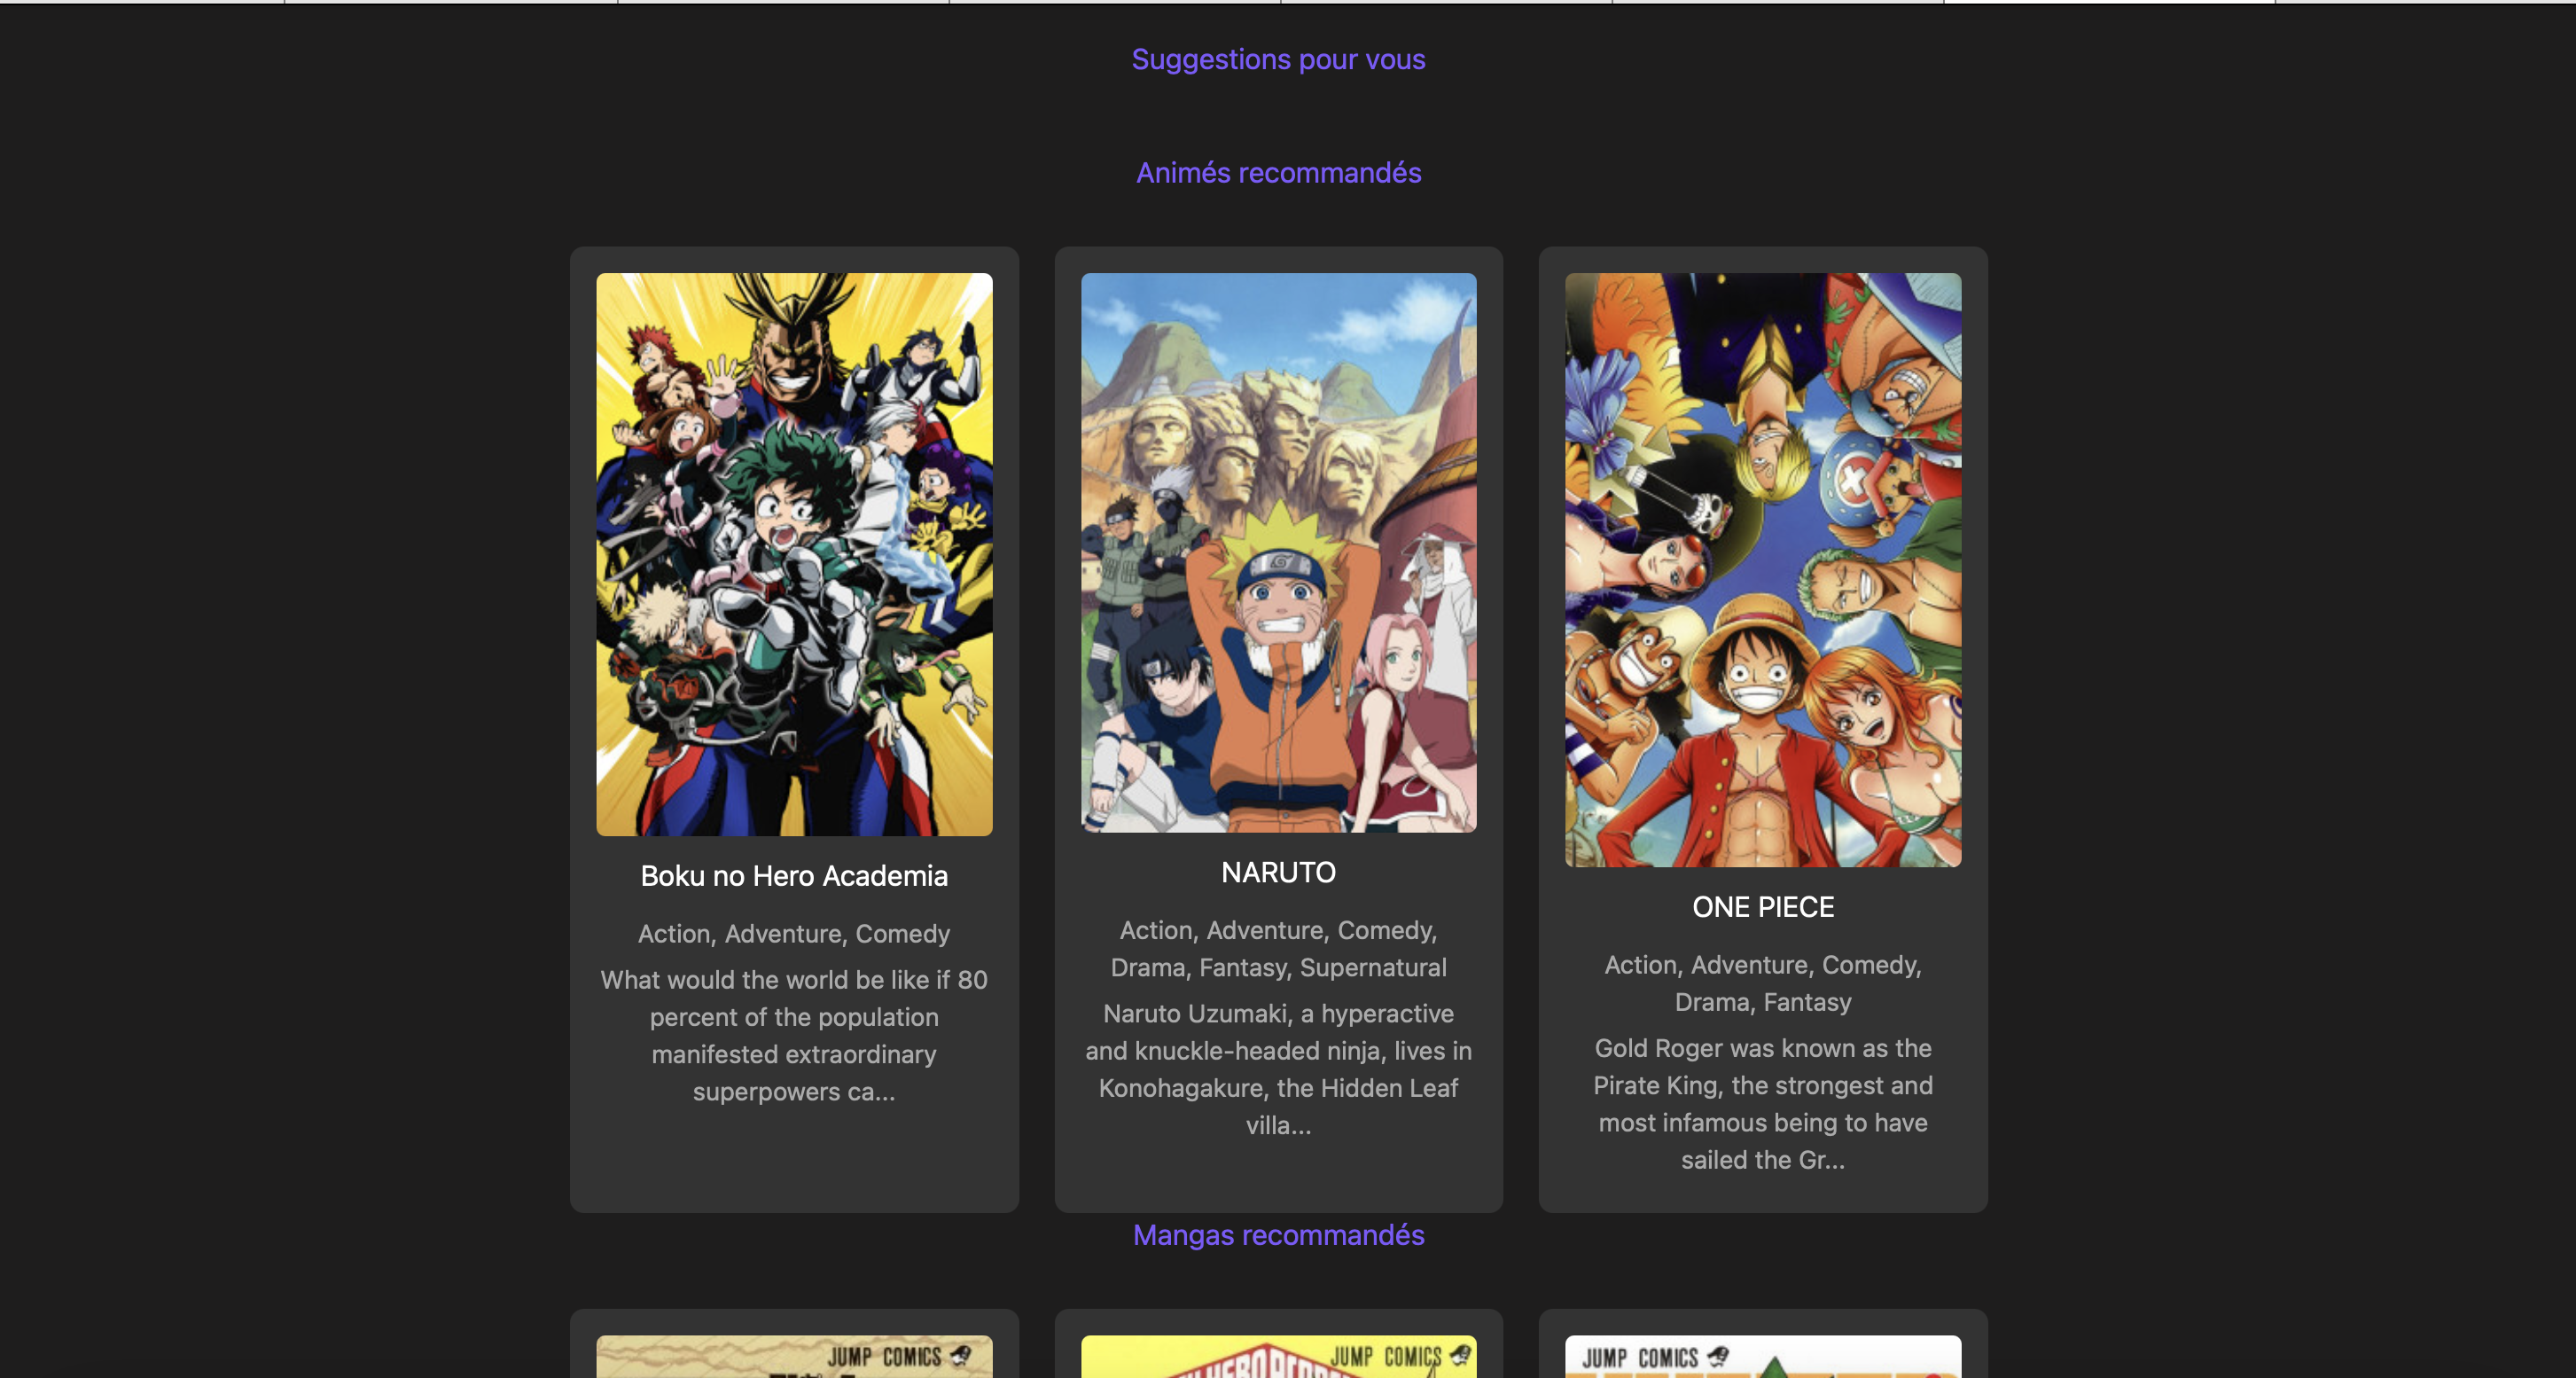 Suggestions pour vous
Animés recommandés
Boku no Hero Academia
Action, Adventure, Comedy
What would the world be like if 80
percent of the population
manifested extraordinary
superpowers ca...
NARUTO
Action, Adventure, Comedy,
Drama, Fantasy, Supernatural
Naruto Uzumaki, a hyperactive
and knuckle-headed ninja, lives in
Konohagakure, the Hidden Leaf
villa...
ONE PIECE
Action, Adventure, Comedy,
Drama, Fantasy
Gold Roger was known as the
Pirate King, the strongest and
most infamous being to have
sailed the Gr...
Mangas recommandés
JUMP COMICS
JUMP COMICS
JUMP COMICS